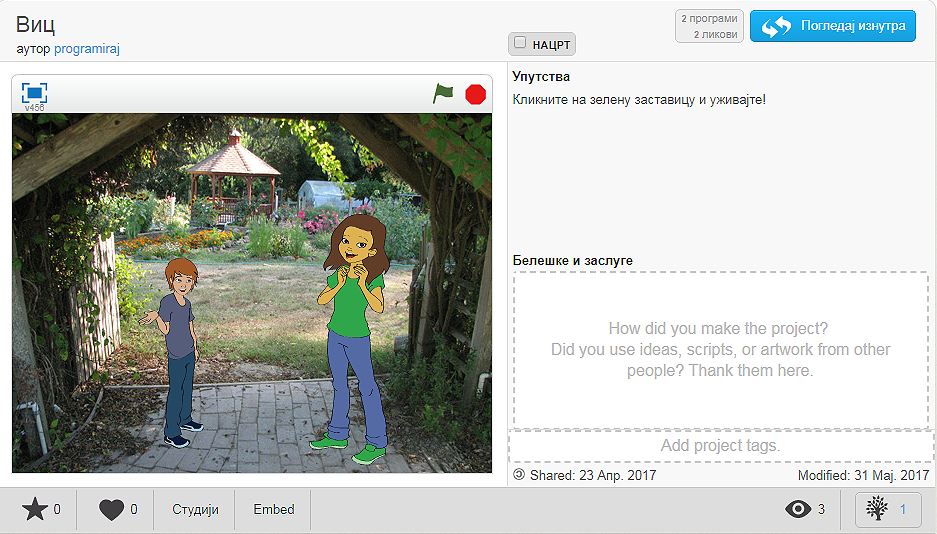 Виц
аутор programiraj
НАЦРТ
2 програми
2 ликови
Погледај изнутра
v456
Упутства
Кликните на зелену заставицу и уживајте!
Белешке и заслуге
How did you make the project?
Did you use ideas, scripts, or artwork from other
people? Thank them here.
Add project tags.
Shared: 23 Апр. 2017
Modified: 31 Мај. 2017
0
0
Студији
Embed
3
1